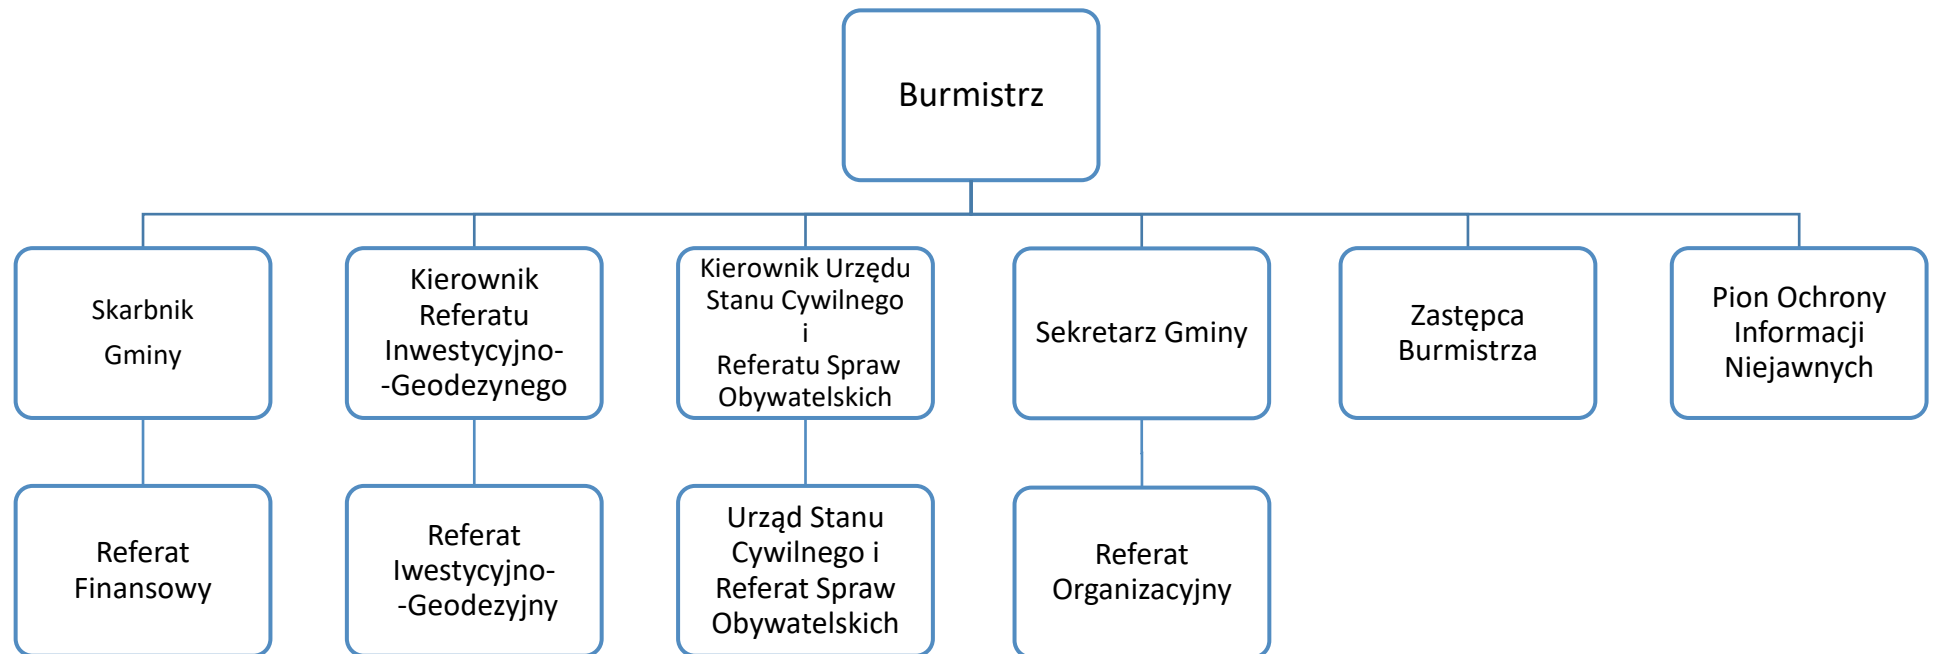 Burmistrz
Skarbnik
Gminy
Kierownik
Referatu
Inwestycyjno-
-Geodezynego
Kierownik Urzędu
Stanu Cywilnego
i
Referatu Spraw
Obywatelskich
Sekretarz Gminy
Zastępca
Burmistrza
Pion Ochrony
Informacji
Niejawnych
Referat
Finansowy
Referat
Iwestycyjno-
-Geodezyjny
Urząd Stanu
Cywilnego i
Referat Spraw
Obywatelskich
Referat
Organizacyjny